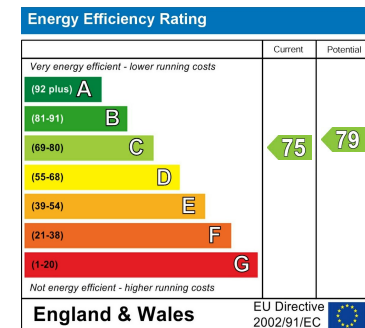 Energy Efficiency Rating
Current Potential
Very energy efficient - lower running costs
(92 plus) A
(81-91) B
(69-80) C
75 79
(55-68) D
(39-54) E
(21-38) F
(1-20) G
Not energy efficient - higher running costs
England & Wales
EU Directive
2002/91/EC